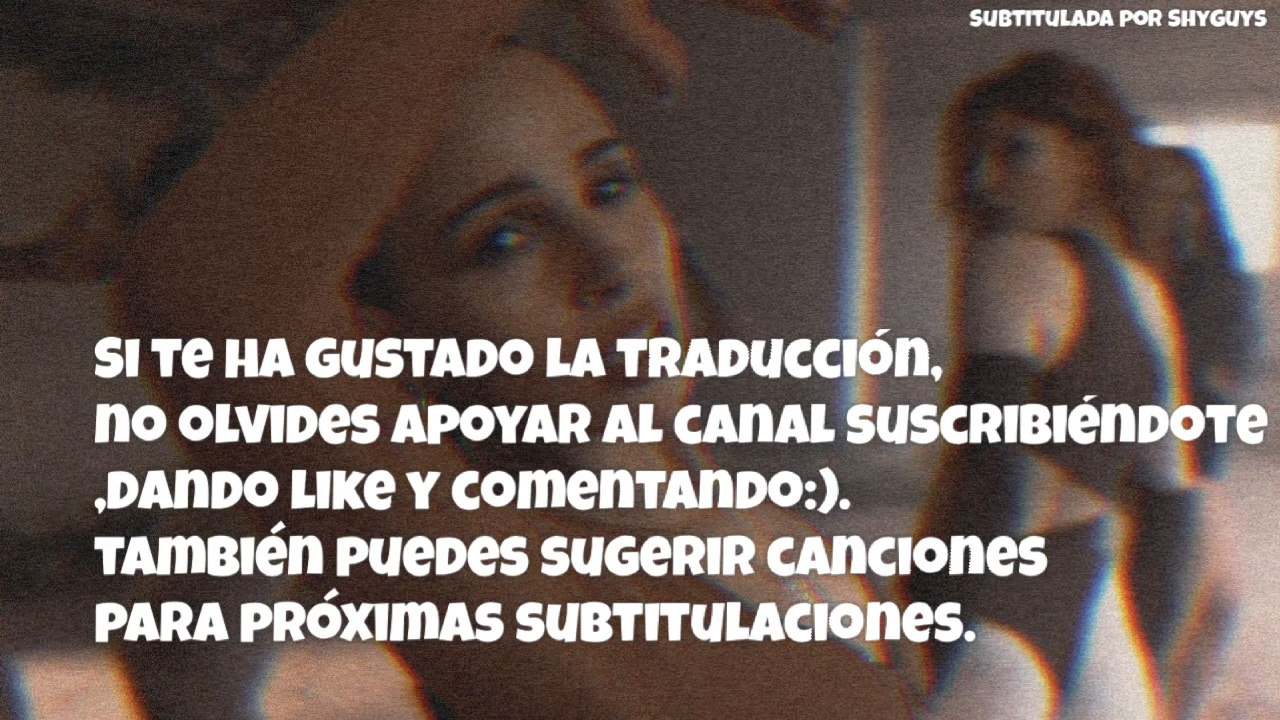 SUBTITULADA POR SHYGUYS
SI TE HA GUSTADO LA TRADUCCIÓN,
NO OLVIDES APOYAR AL CANAL SUSCRIBIÉNDOTE
,DANDO LIKE Y COMENTANDO:).
TAMBIÉN PUEDES SUGERIR CANCIONES
PARA PRÓXIMAS SUBTITULACIONES.